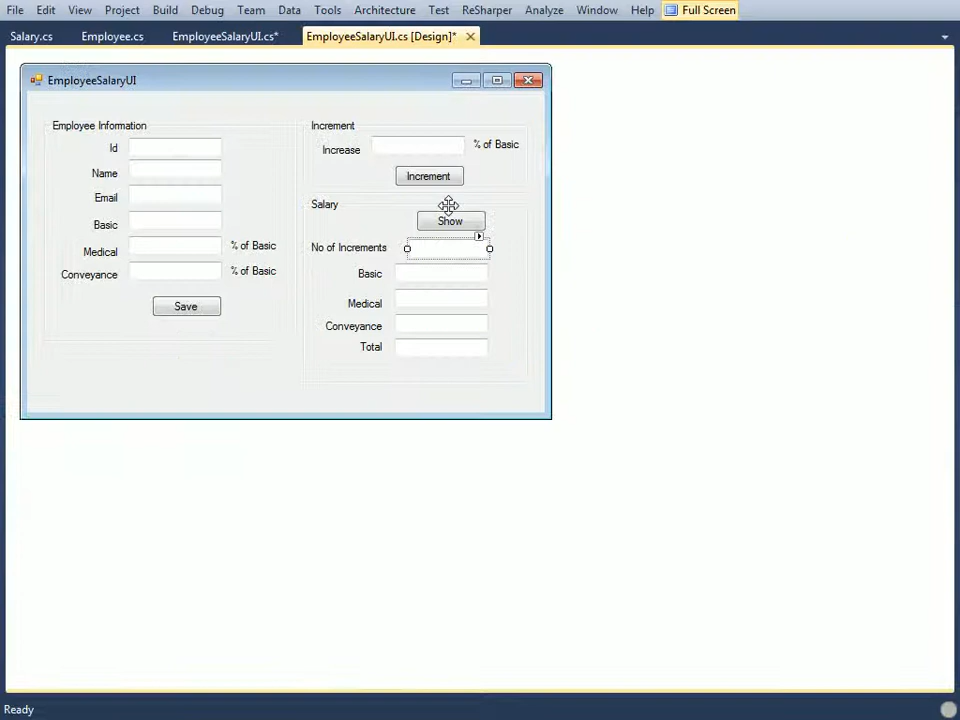 File Edit View Project Build Debug Team Data Tools Architecture Test ReSharper Analyze Window Help Full Screen
Salary.cs Employee.cs EmployeeSalaryUI.cs* EmployeeSalaryUI.cs [Design]*
EmployeeSalaryUI
Employee Information
Id
Name
Email
Basic
Medical % of Basic
Conveyance % of Basic
Save
Increment
Increase % of Basic
Increment
Salary
Show
No of Increments
Basic
Medical
Conveyance
Total
Ready